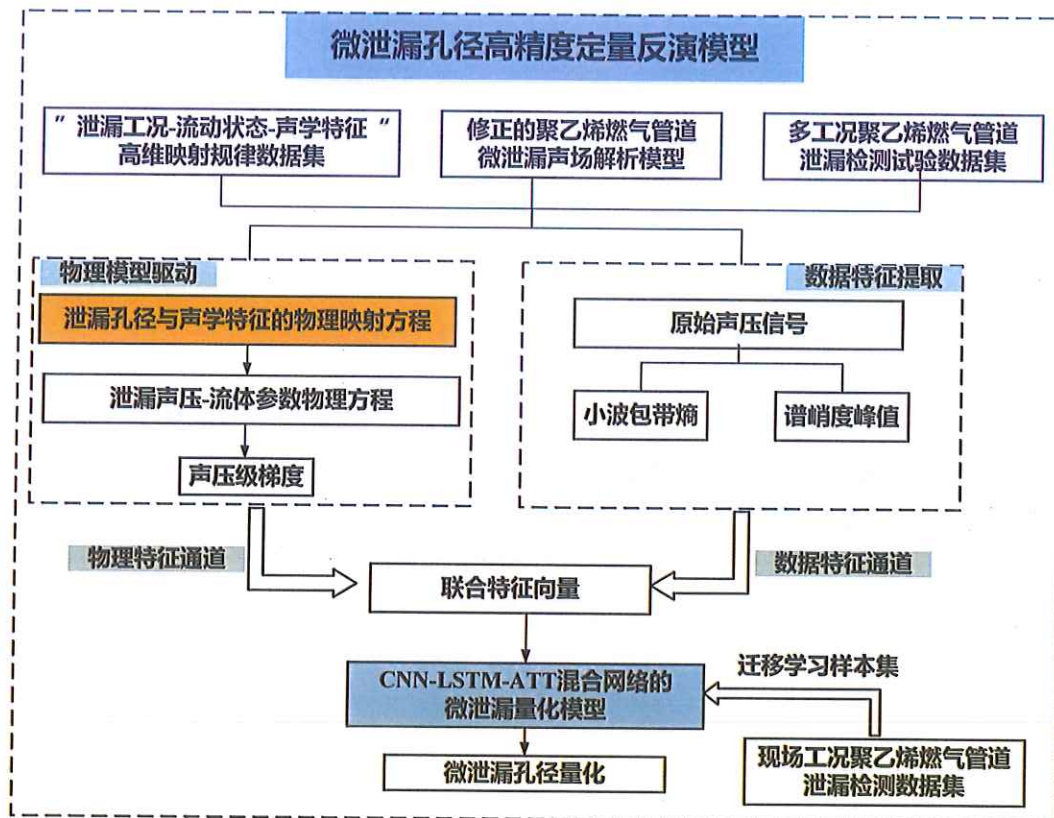 微泄漏孔径高精度定量反演模型
”泄漏工况-流动状态-声学特征“
高维映射规律数据集
修正的聚乙烯燃气管道
微泄漏声场解析模型
多工况聚乙烯燃气管道
泄漏检测试验数据集
物理模型驱动
泄漏孔径与声学特征的物理映射方程
泄漏声压-流体参数物理方程
声压级梯度
数据特征提取
原始声压信号
小波包带熵
谱峭度峰值
物理特征通道
数据特征通道
联合特征向量
CNN-LSTM-ATT混合网络的
微泄漏量化模型
迁移学习样本集
微泄漏孔径量化
现场工况聚乙烯燃气管道
泄漏检测数据集